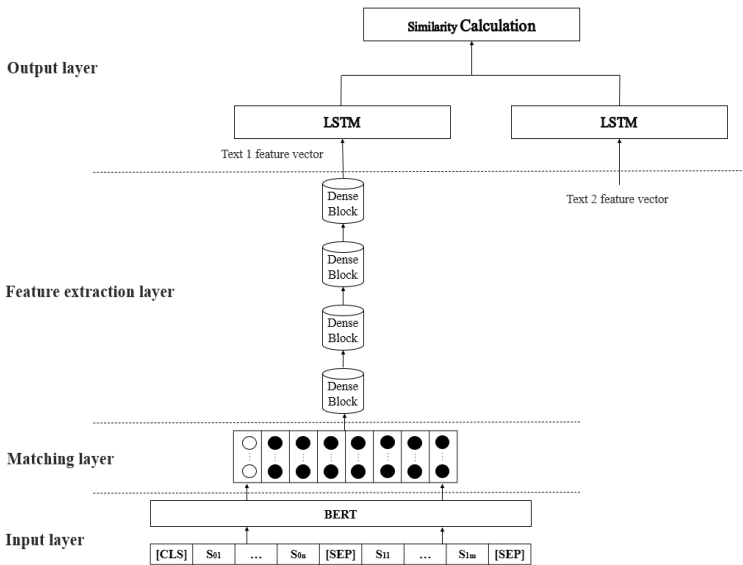 Similarity Calculation
Output layer
LSTM
LSTM
Text 1 feature vector
Text 2 feature vector
Dense
Block
Dense
Block
Feature extraction layer
Dense
Block
Dense
Block
Matching layer
BERT
Input layer
[CLS] S01 ... S0n [SEP] S11 ... S1m [SEP]